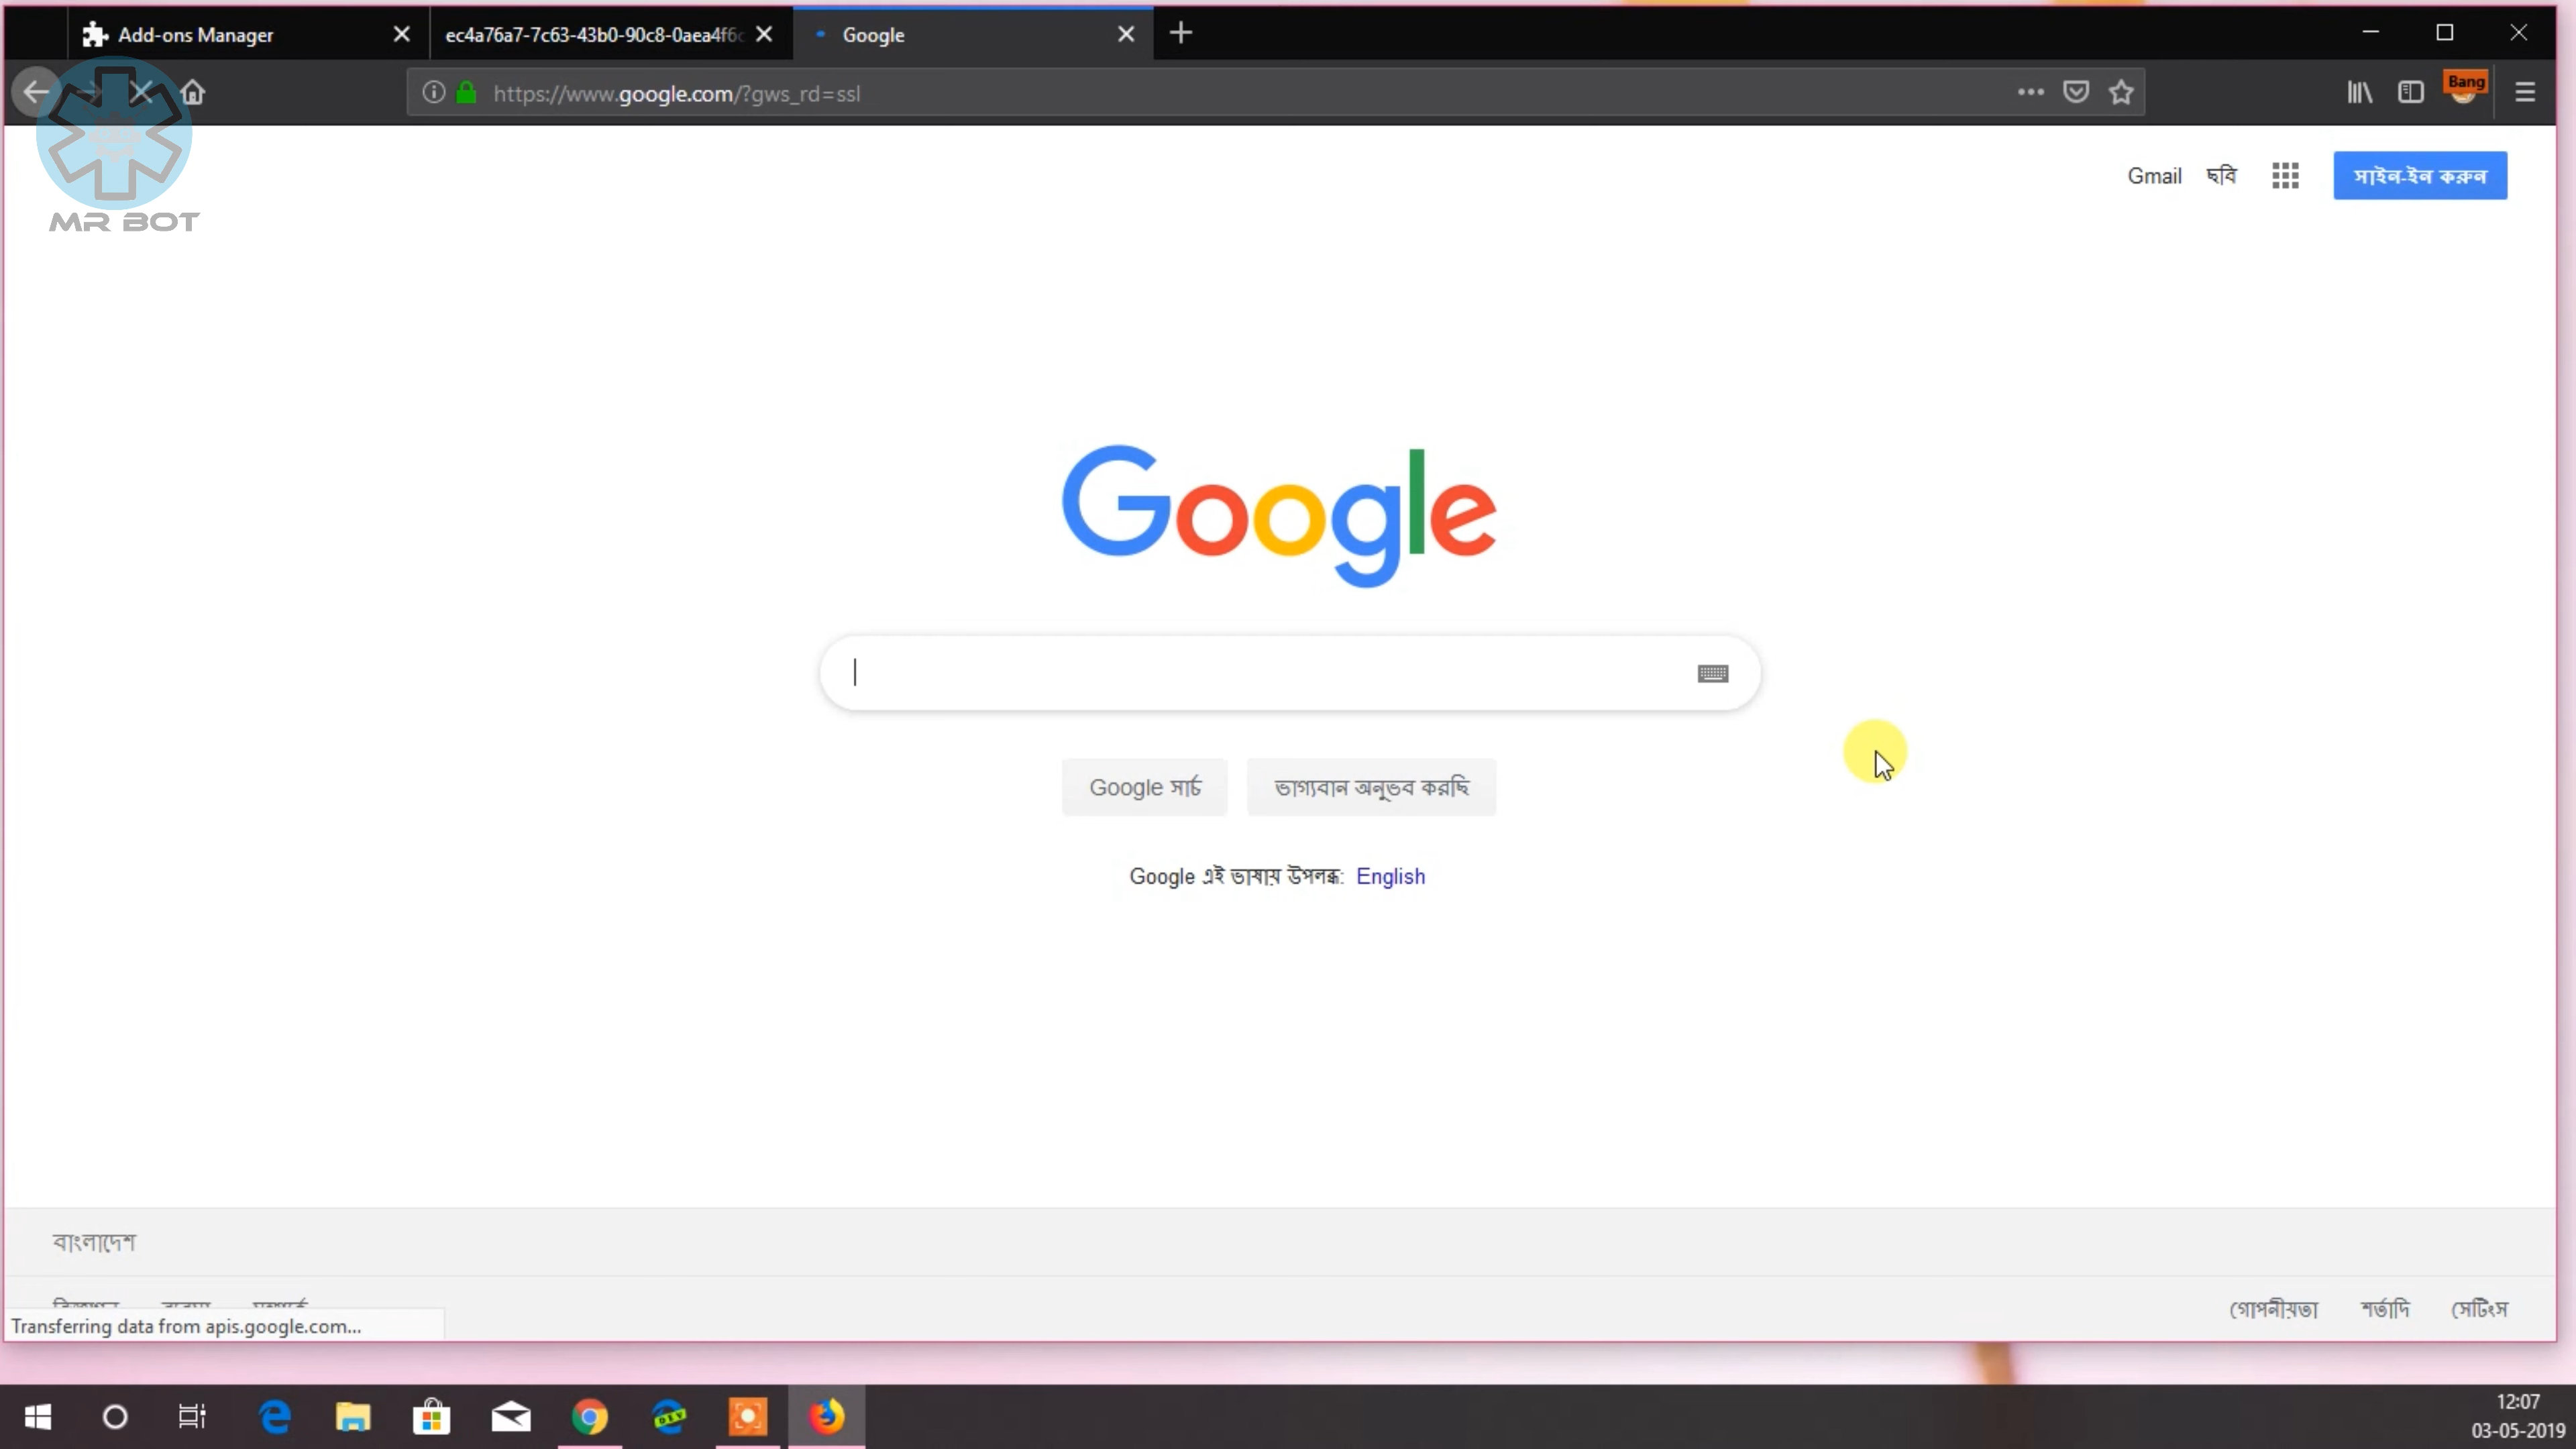 Add-ons Manager
ec4a76a7-7c63-43b0-90c8-0aea4f6
Google
https://www.google.com/?gws_rd=ssl
Bang
MR BOT
Gmail ছবি সাইন-ইন করুন
Google
Google সার্চ ভাগ্যবান অনুভব করছি
Google এই ভাষায় উপলব্ধ: English
বাংলাদেশ
গোপনীয়তা শর্তাদি সেটিংস
Transferring data from apis.google.com...
DEV
12:07
03-05-2019